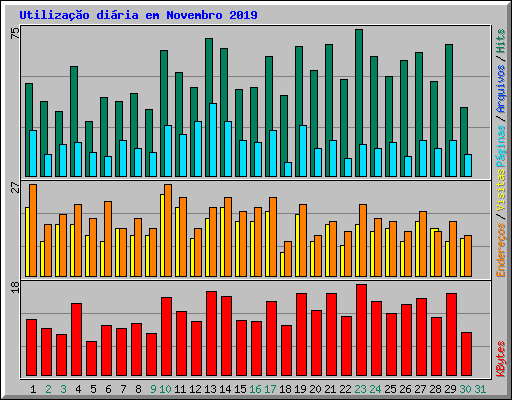 Utilização diária em Novembro 2019
75
27
18
Endereços / Visitas Páginas / Arquivos / Hits
KBytes
1 2 3 4 5 6 7 8 9 10 11 12 13 14 15 16 17 18 19 20 21 22 23 24 25 26 27 28 29 30 31